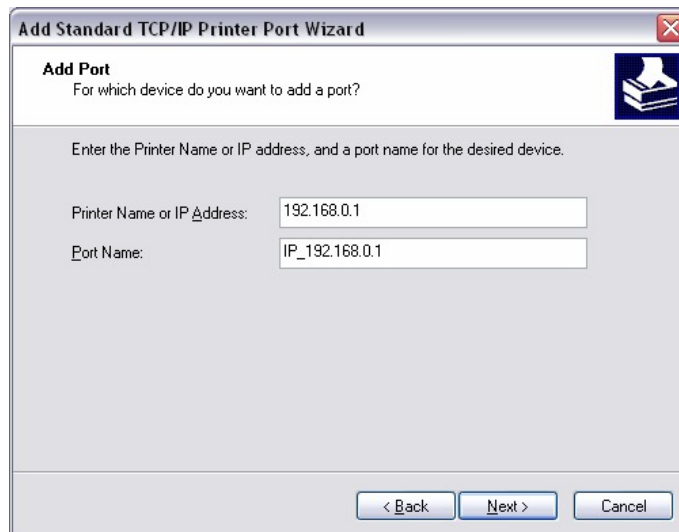 Add Standard TCP/IP Printer Port Wizard
Add Port
For which device do you want to add a port?
Enter the Printer Name or IP address, and a port name for the desired device.
Printer Name or IP Address: 192.168.0.1
Port Name: IP_192.168.0.1
< Back Next > Cancel